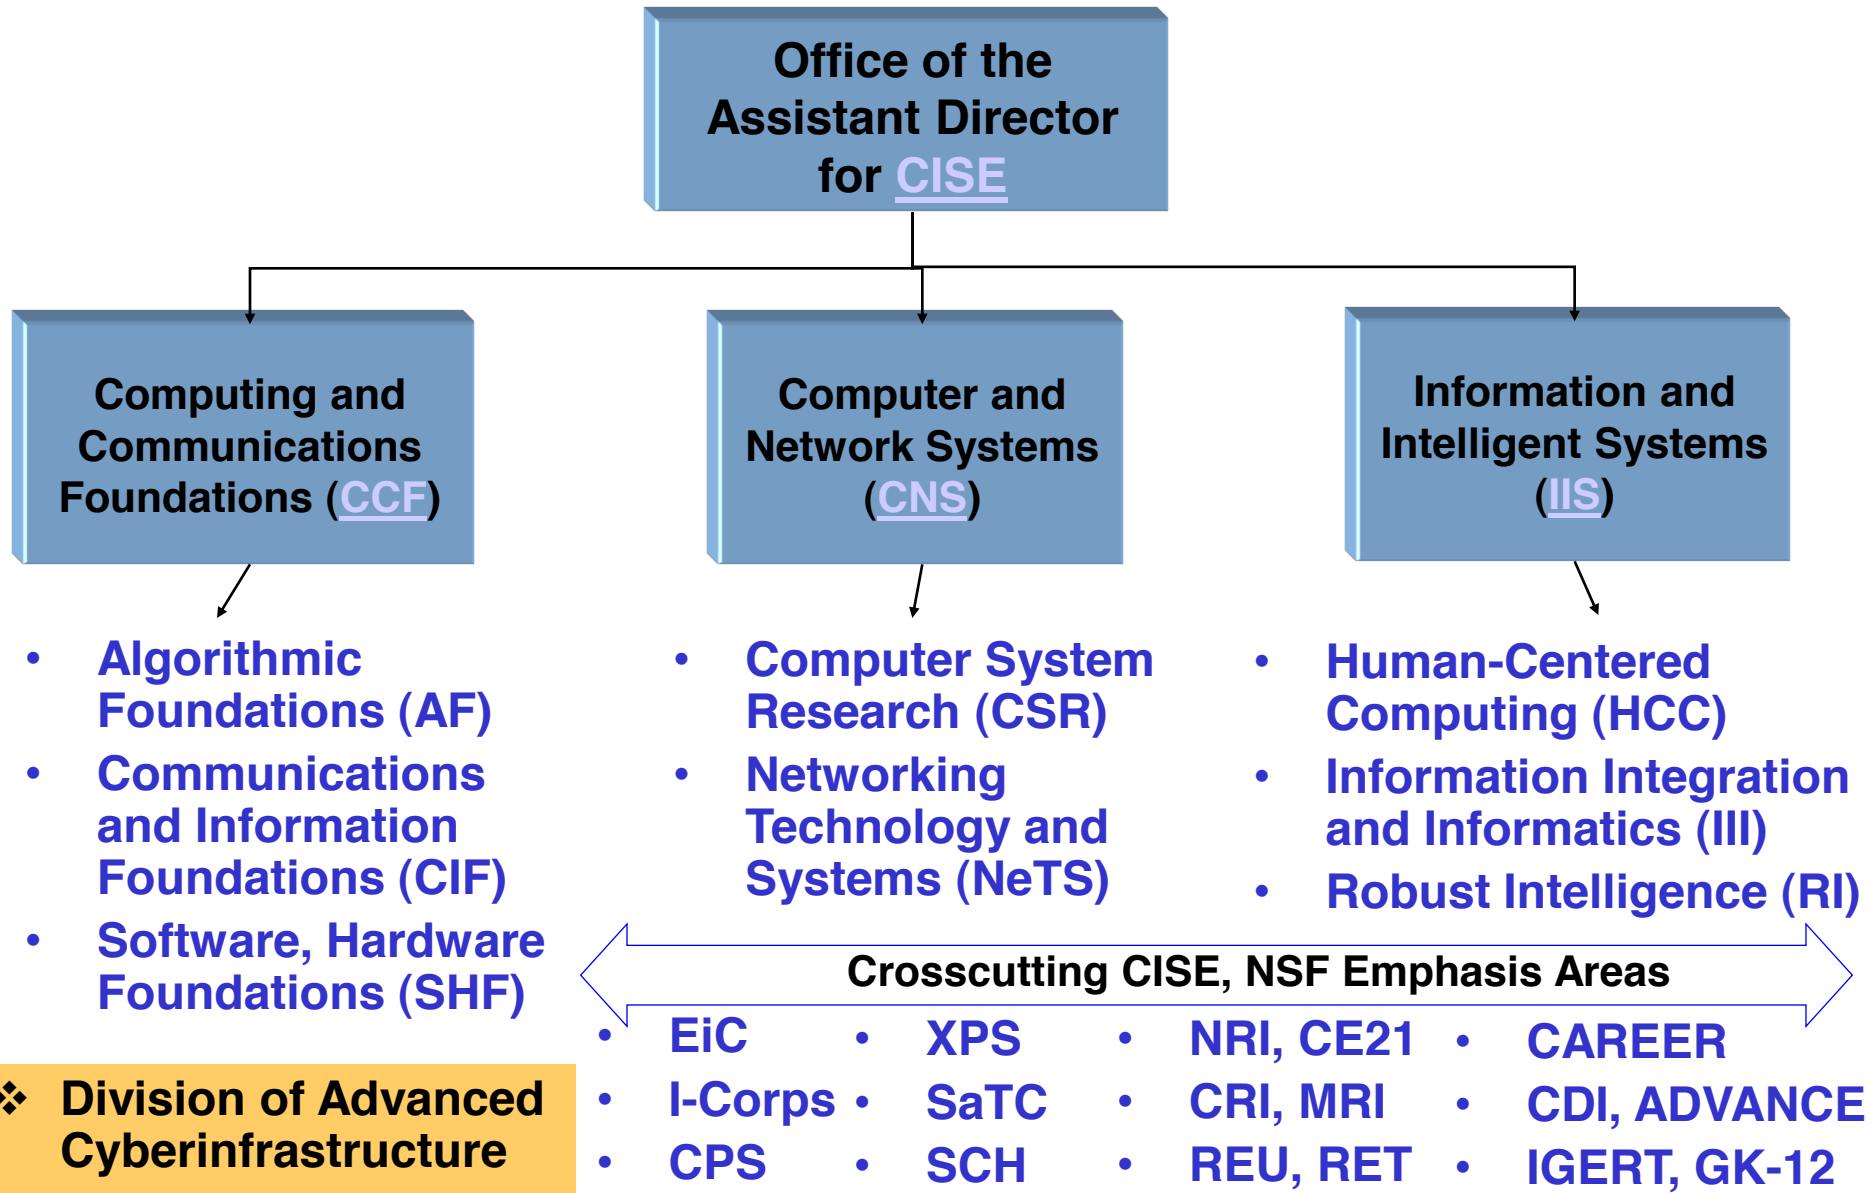 Office of the
Assistant Director
for CISE
Computing and
Communications
Foundations (CCF)
Computer and
Network Systems
(CNS)
Information and
Intelligent Systems
(IIS)
• Algorithmic
Foundations (AF)
• Communications
and Information
Foundations (CIF)
• Software, Hardware
Foundations (SHF)
• Computer System
Research (CSR)
• Networking
Technology and
Systems (NeTS)
• Human-Centered
Computing (HCC)
• Information Integration
and Informatics (III)
• Robust Intelligence (RI)
Crosscutting CISE, NSF Emphasis Areas
• EiC
• I-Corps
• CPS
• XPS
• SaTC
• SCH
• NRI, CE21
• CRI, MRI
• REU, RET
• CAREER
• CDI, ADVANCE
• IGERT, GK-12
❖ Division of Advanced
Cyberinfrastructure